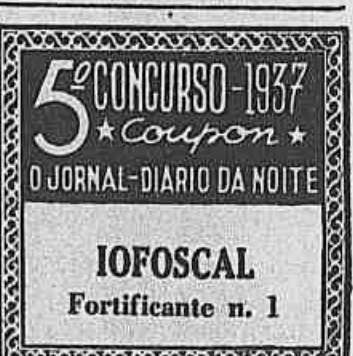 5º CONCURSO-1937
★ Coupon ★
O JORNAL-DIARIO DA NOITE
IOFOSCAL
Fortificante n. 1